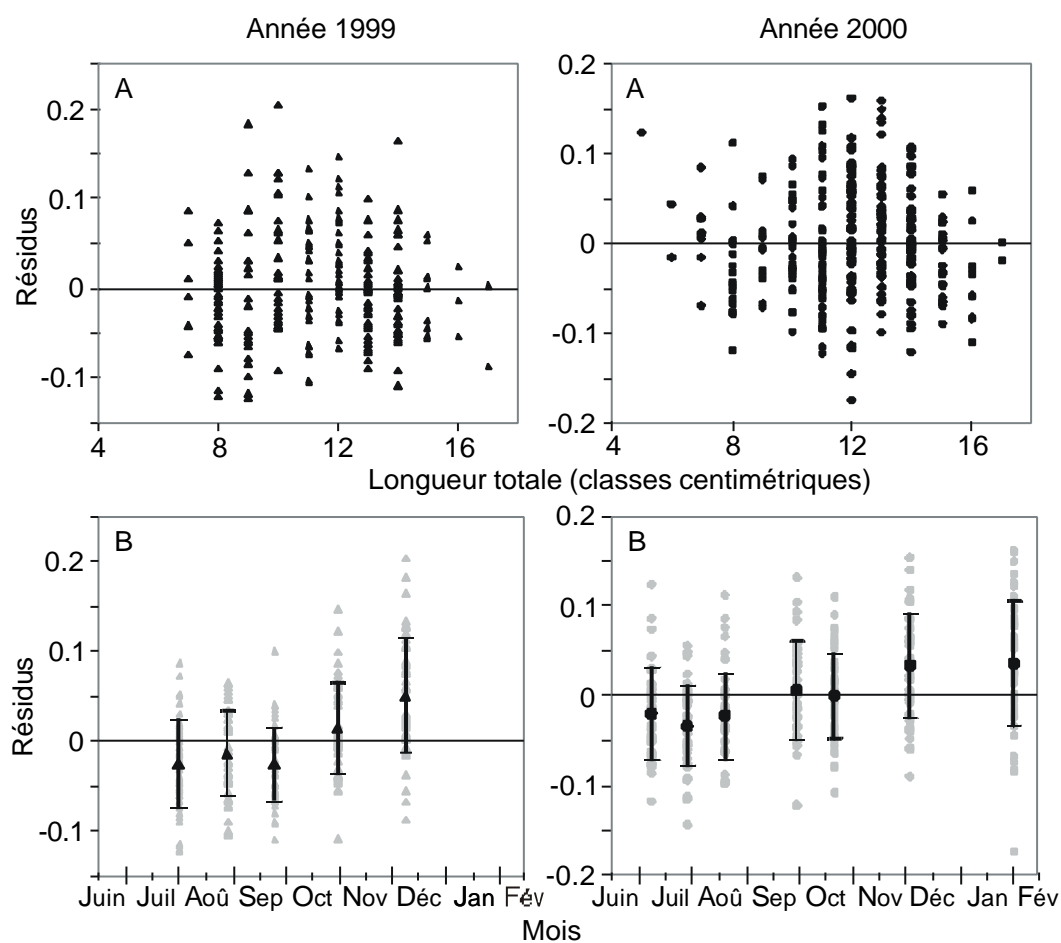 Année 1999
Année 2000
A
0.2
0.1
0
-0.1
Résidus
4
8
12
16
A
0.2
0.1
0
-0.1
-0.2
4
8
12
16
Longueur totale (classes centimétriques)
B
0.2
0.1
0
-0.1
Résidus
Juin Juil Aoû Sep Oct Nov Déc Jan Fév
B
0.2
0.1
0
-0.1
-0.2
Juin Juil Aoû Sep Oct Nov Déc Jan Fév
Mois